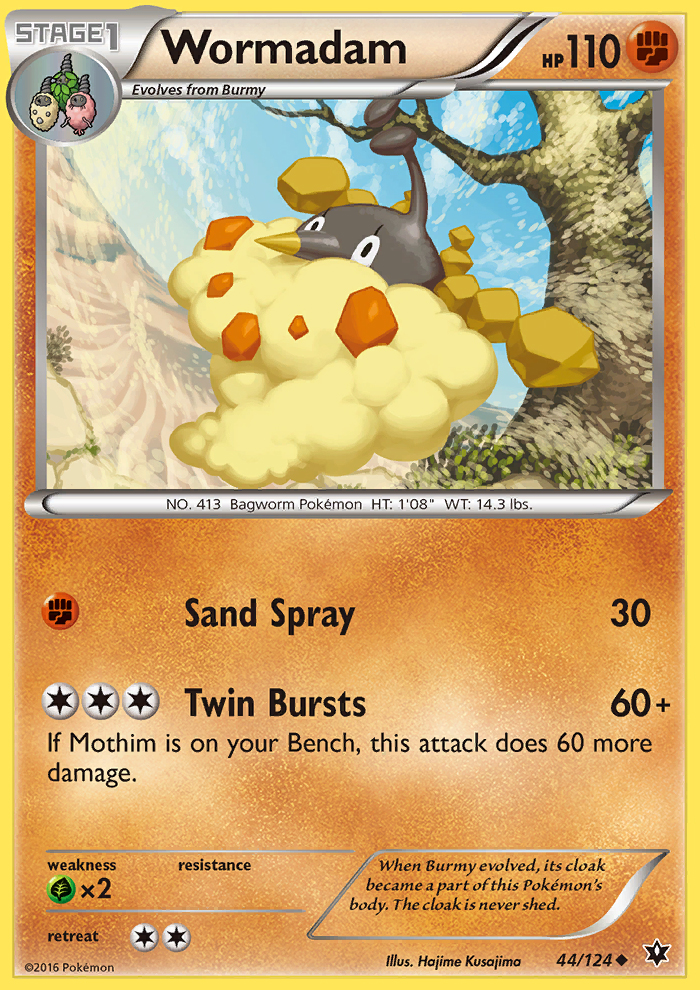 STAGE1
Wormadam
HP110
Evolves from Burmy
NO. 413 Bagworm Pokémon HT: 1'08" WT: 14.3 lbs.
Sand Spray 30
Twin Bursts 60+
If Mothim is on your Bench, this attack does 60 more
damage.
weakness resistance
×2
retreat
When Burmy evolved, its cloak
became a part of this Pokémon's
body. The cloak is never shed.
Illus. Hajime Kusajima 44/124
©2016 Pokémon